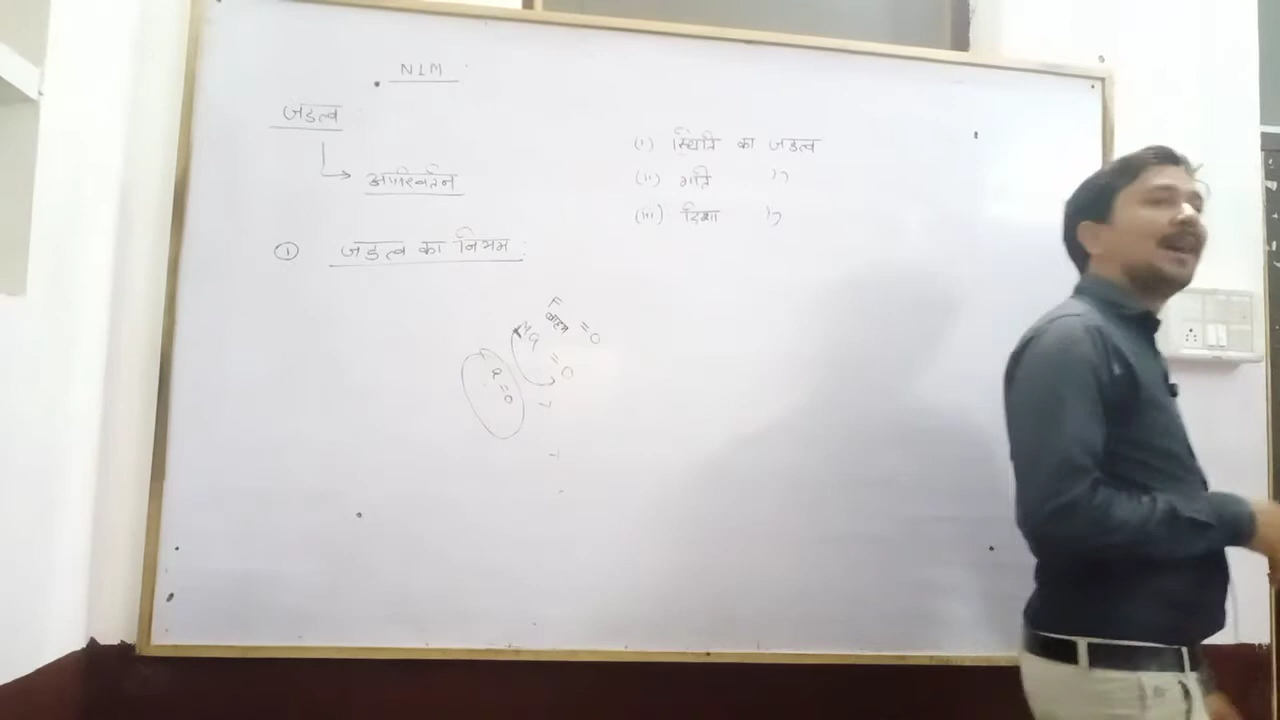 NLM
जडत्व
अपरिवर्तन
(i) स्थिति का जडत्व
(ii) गति "
(iii) दिशा "
① जडत्व का नियम :
F बाह्य = 0
a = 0